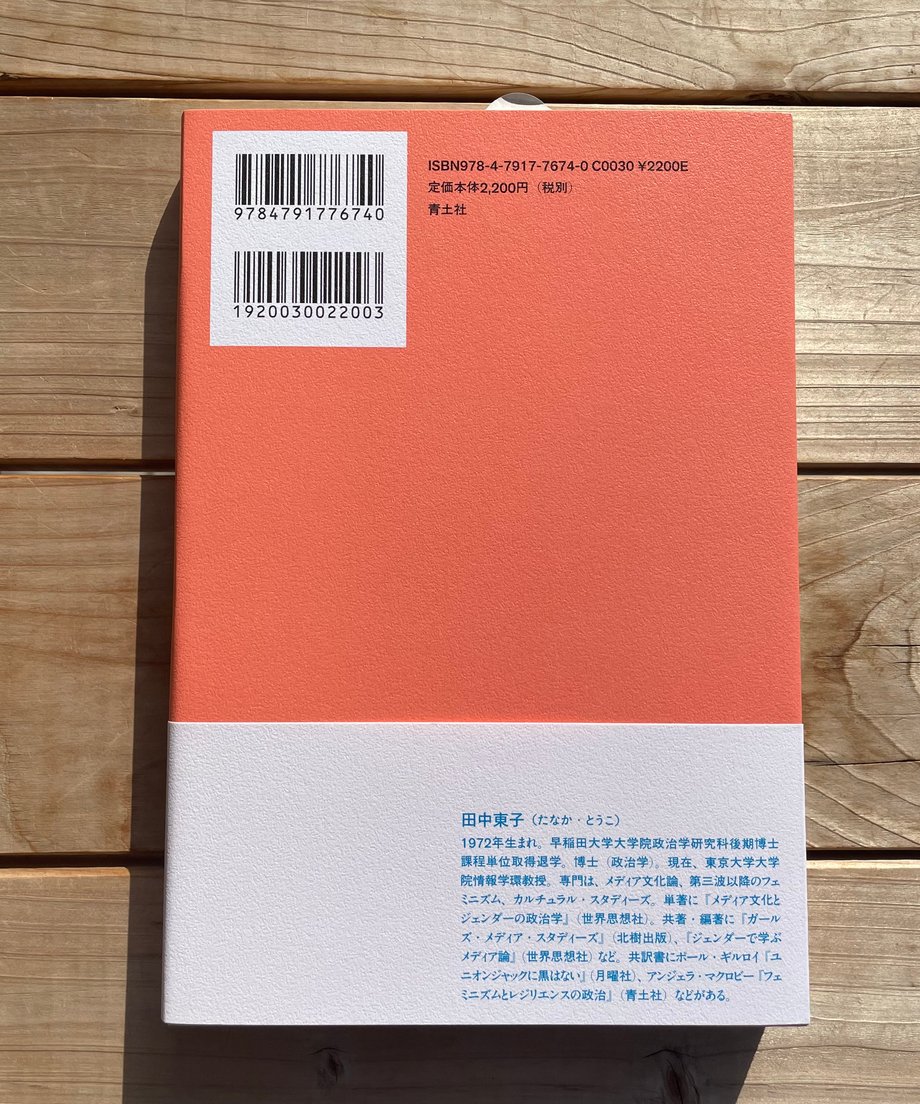 9784791776740
1920030022003
ISBN978-4-7917-7674-0 C0030 ¥2200E
定価本体2,200円（税別）
青土社
田中東子（たなか・とうこ）
1972年生まれ。早稲田大学大学院政治学研究科後期博士
課程単位取得退学。博士（政治学）。現在、東京大学大学
院情報学環教授。専門は、メディア文化論、第三波以降のフェ
ミニズム、カルチュラル・スタディーズ。単著に『メディア文化と
ジェンダーの政治学』（世界思想社）。共著・編著に『ガール
ズ・メディア・スタディーズ』（北樹出版）、『ジェンダーで学ぶ
メディア論』（世界思想社）など。共訳書にポール・ギルロイ『ユ
ニオンジャックに黒はない』（月曜社）、アンジェラ・マクロビー『フェ
ミニズムとレジリエンスの政治』（青土社）などがある。